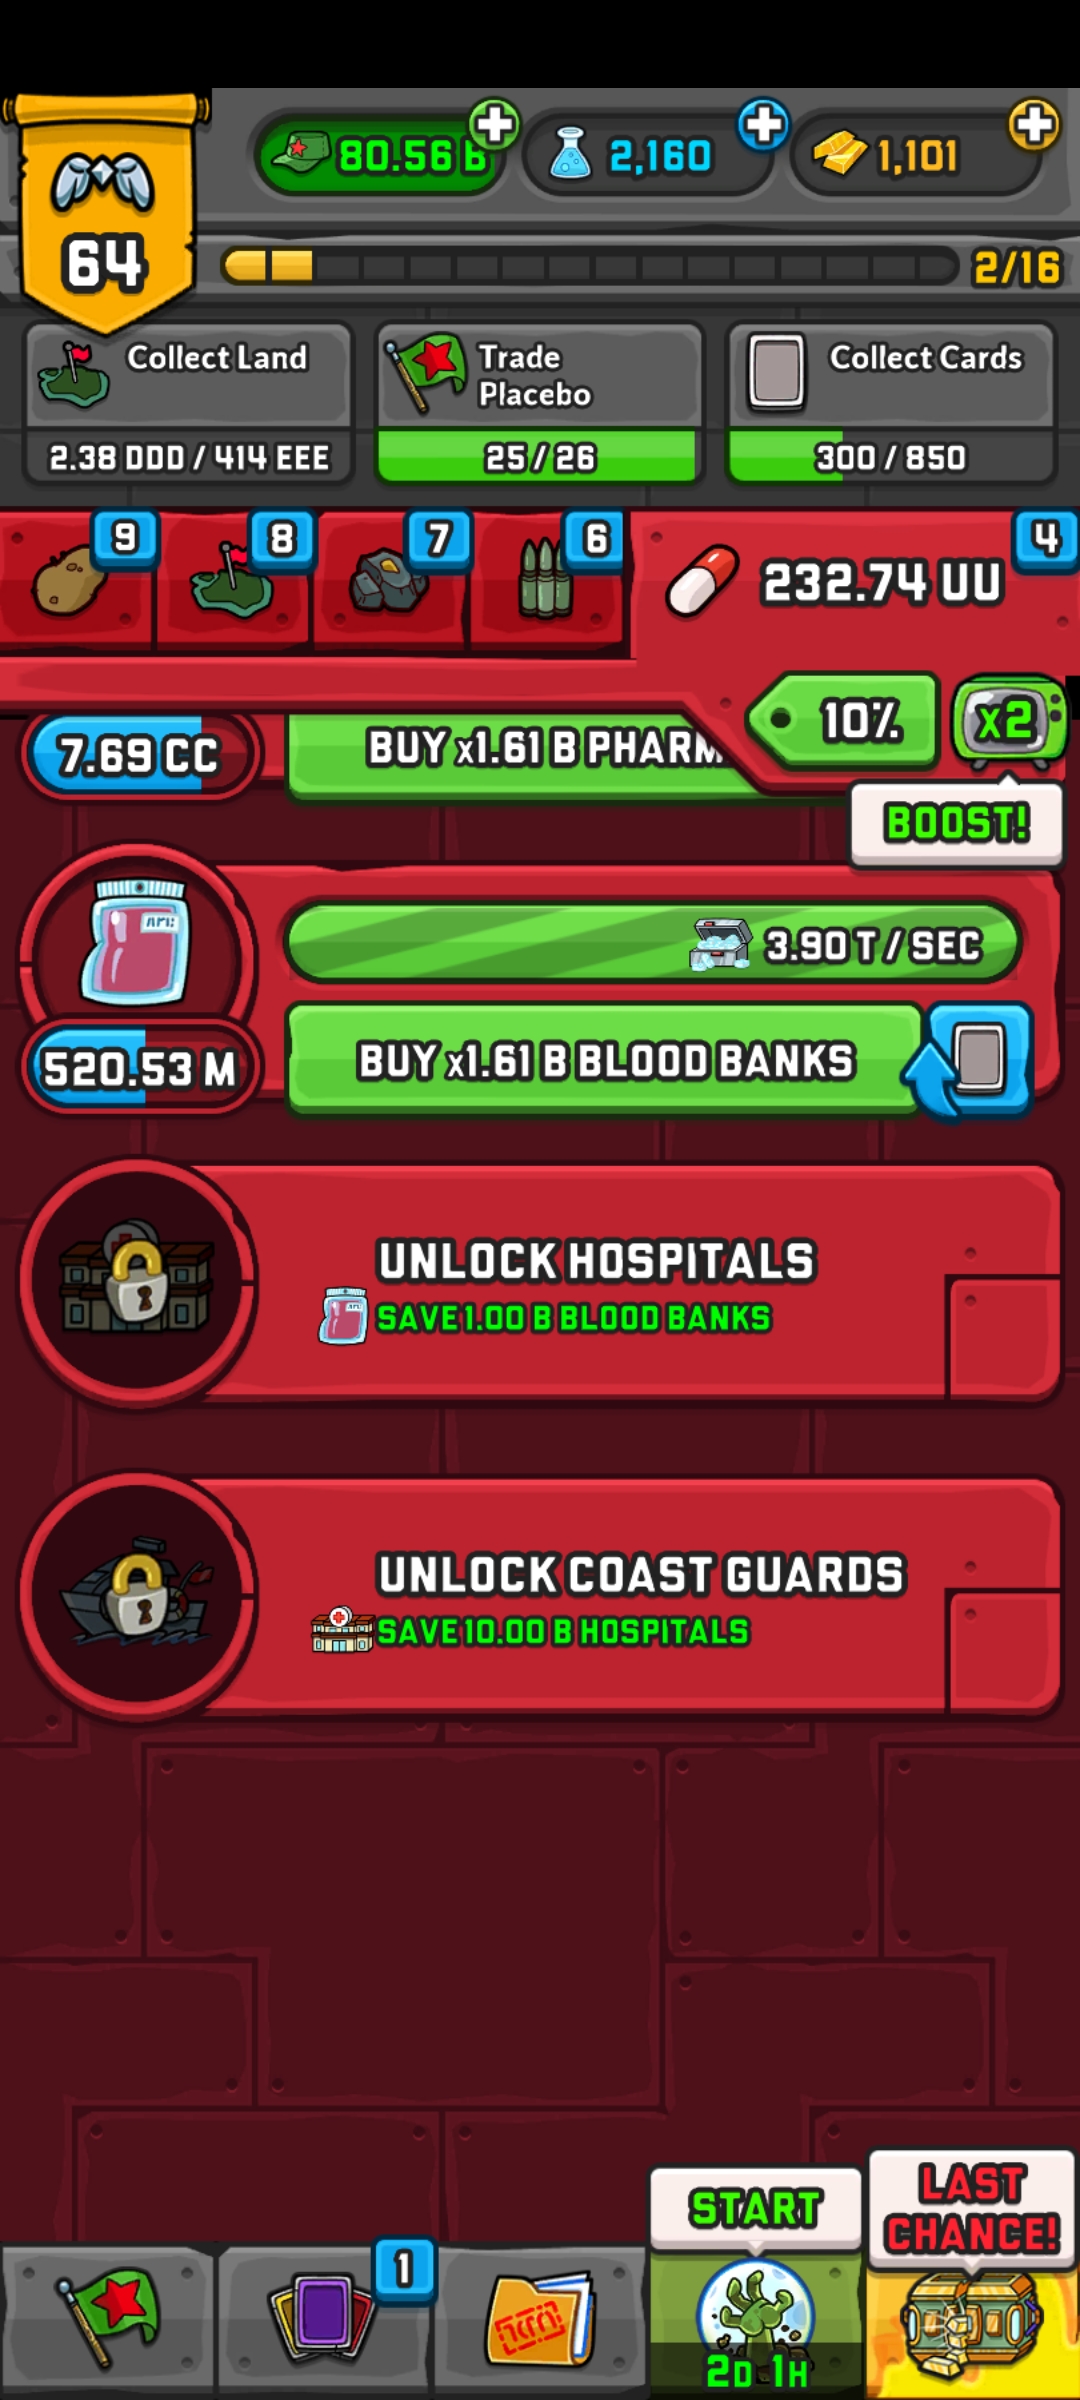 80.56 B
2,160
1,101
64
2/16
Collect Land
2.38 DDD / 414 EEE
Trade
Placebo
25 / 26
Collect Cards
300 / 850
9
8
7
6
232.74 UU
4
10%
X2
BOOST!
7.69 CC
BUY x1.61 B PHARM
3.90 T / SEC
520.53 M
BUY x1.61 B BLOOD BANKS
UNLOCK HOSPITALS
SAVE 1.00 B BLOOD BANKS
UNLOCK COAST GUARDS
SAVE 10.00 B HOSPITALS
START
LAST
CHANCE!
1
2D 1H